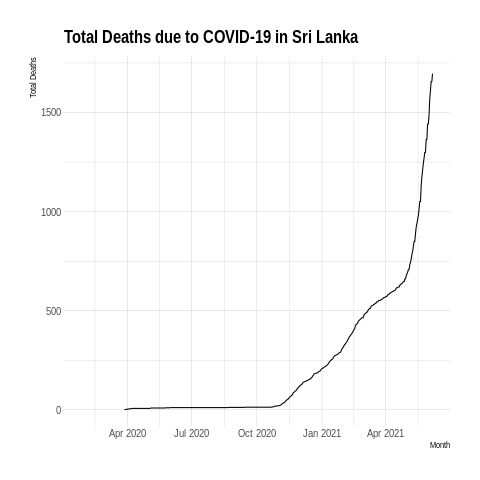 Total Deaths due to COVID-19 in Sri Lanka
Total Deaths
1500
1000
500
0
Apr 2020 Jul 2020 Oct 2020 Jan 2021 Apr 2021
Month